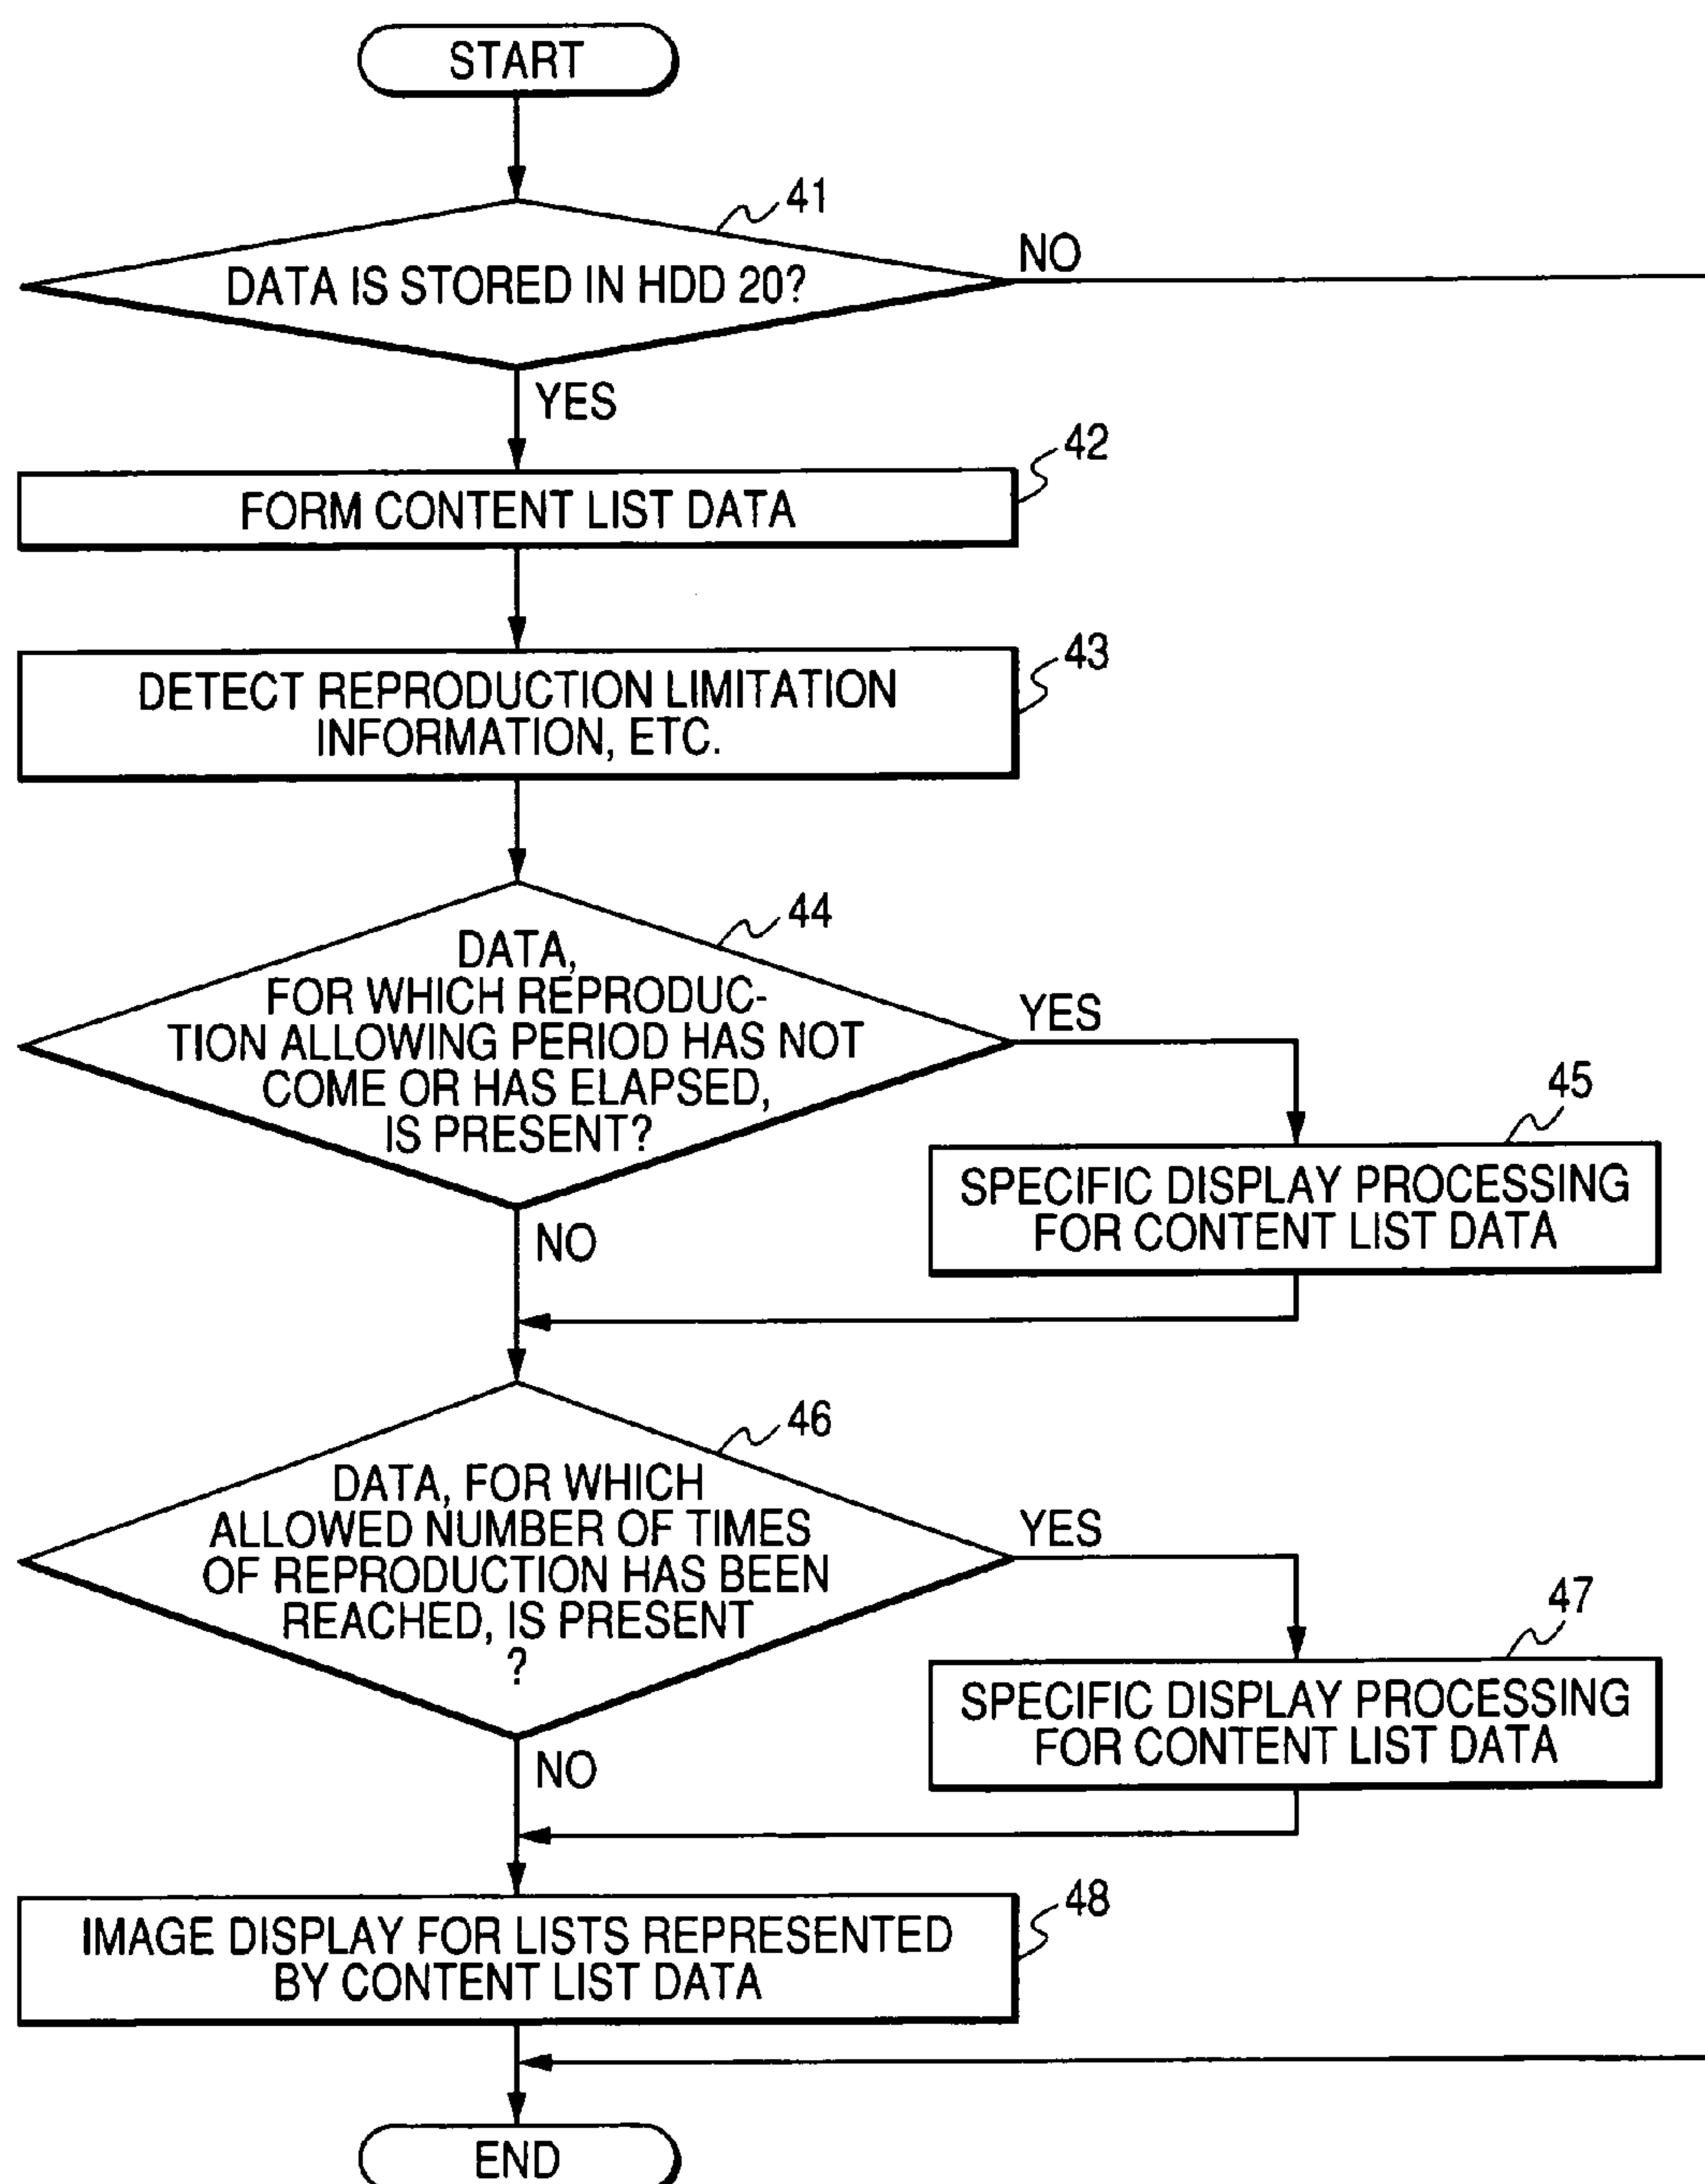 START
41
DATA IS STORED IN HDD 20?
NO
YES
42
FORM CONTENT LIST DATA
43
DETECT REPRODUCTION LIMITATION
INFORMATION, ETC.
44
DATA,
FOR WHICH REPRODUC-
TION ALLOWING PERIOD HAS NOT
COME OR HAS ELAPSED,
IS PRESENT?
YES
45
SPECIFIC DISPLAY PROCESSING
FOR CONTENT LIST DATA
NO
46
DATA, FOR WHICH
ALLOWED NUMBER OF TIMES
OF REPRODUCTION HAS BEEN
REACHED, IS PRESENT
?
YES
47
SPECIFIC DISPLAY PROCESSING
FOR CONTENT LIST DATA
NO
48
IMAGE DISPLAY FOR LISTS REPRESENTED
BY CONTENT LIST DATA
END